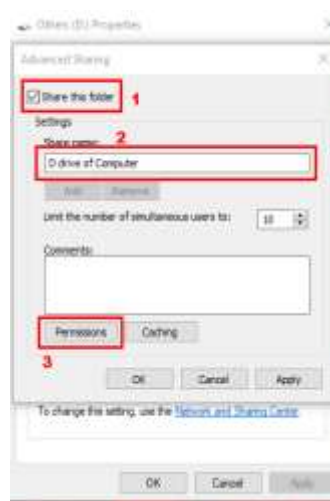 Others (D:) Properties
Advanced Sharing
Share this folder 1
Settings 2
Share name:
D drive of Computer
Add Remove
Limit the number of simultaneous users to: 10
Comments:
Permissions Caching
3
OK Cancel Apply
To change this setting, use the Network and Sharing Center.
OK Cancel Apply